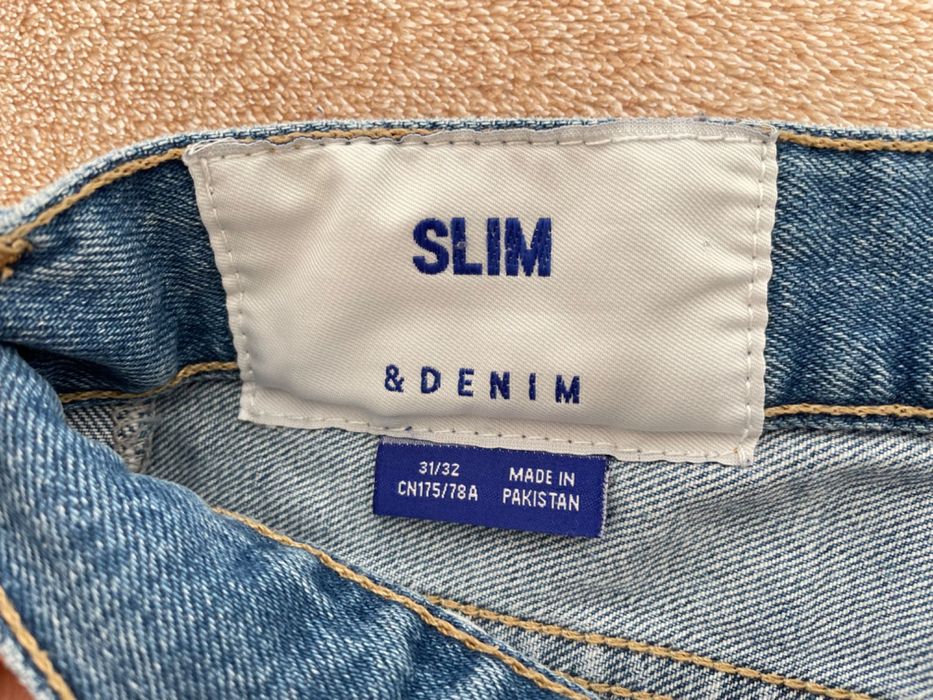 SLIM
& DENIM
31/32
CN175/78A
MADE IN
PAKISTAN